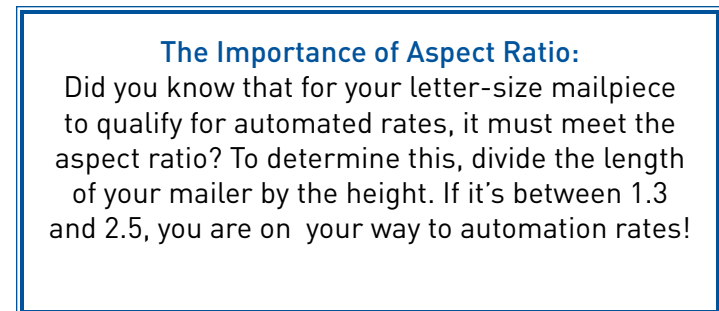 The Importance of Aspect Ratio:
Did you know that for your letter-size mailpiece
to qualify for automated rates, it must meet the
aspect ratio? To determine this, divide the length
of your mailer by the height. If it’s between 1.3
and 2.5, you are on  your way to automation rates!